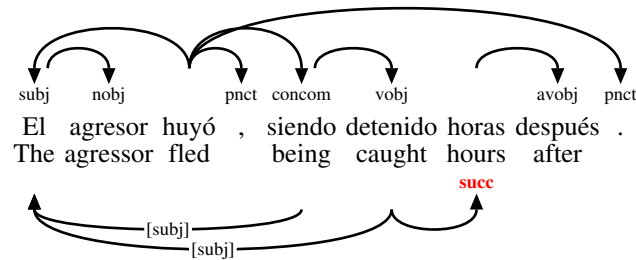 subj nobj pnct concom vobj avobj pnct
El agresor huyó , siendo detenido horas después .
The agressor fled being caught hours after
succ
[subj]
[subj]